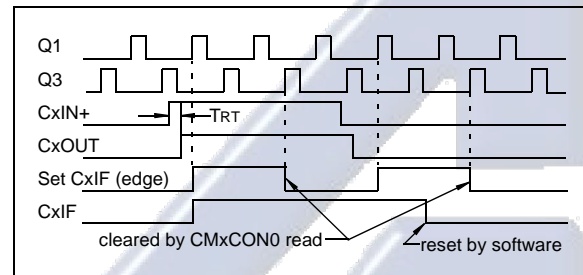 Q1
Q3
CxIN+
TRT
CxOUT
Set CxIF (edge)
CxIF
cleared by CMxCON0 read
reset by software